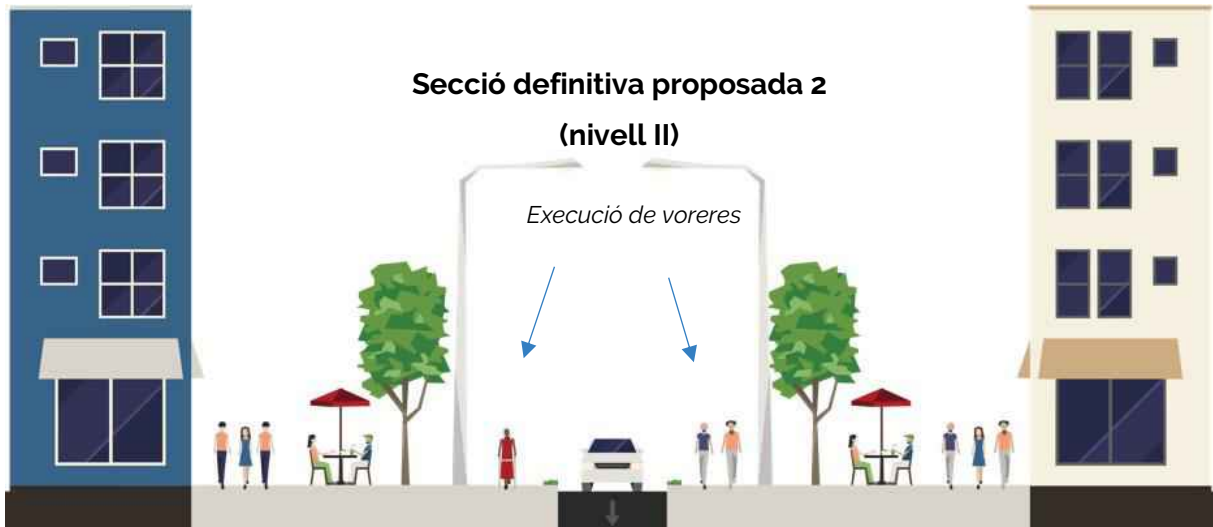 Secció definitiva proposada 2
(nivell II)
Execució de voreres